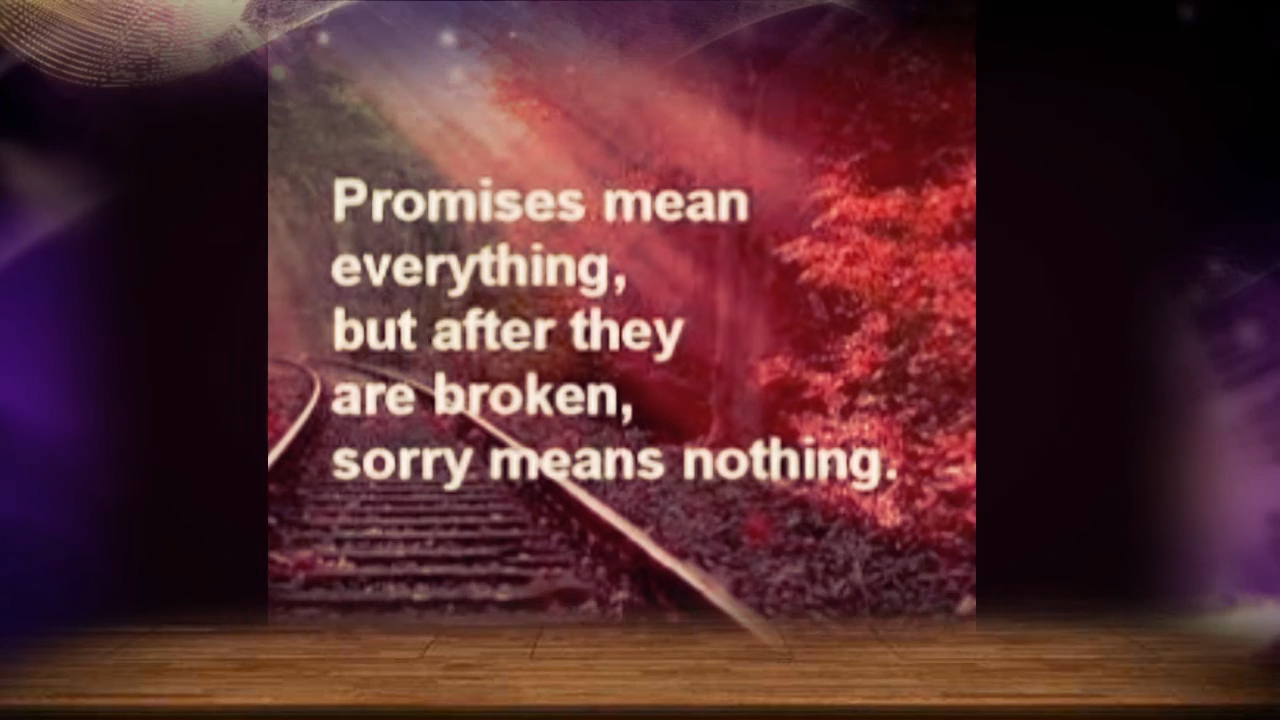 Promises mean
everything,
but after they
are broken,
sorry means nothing.